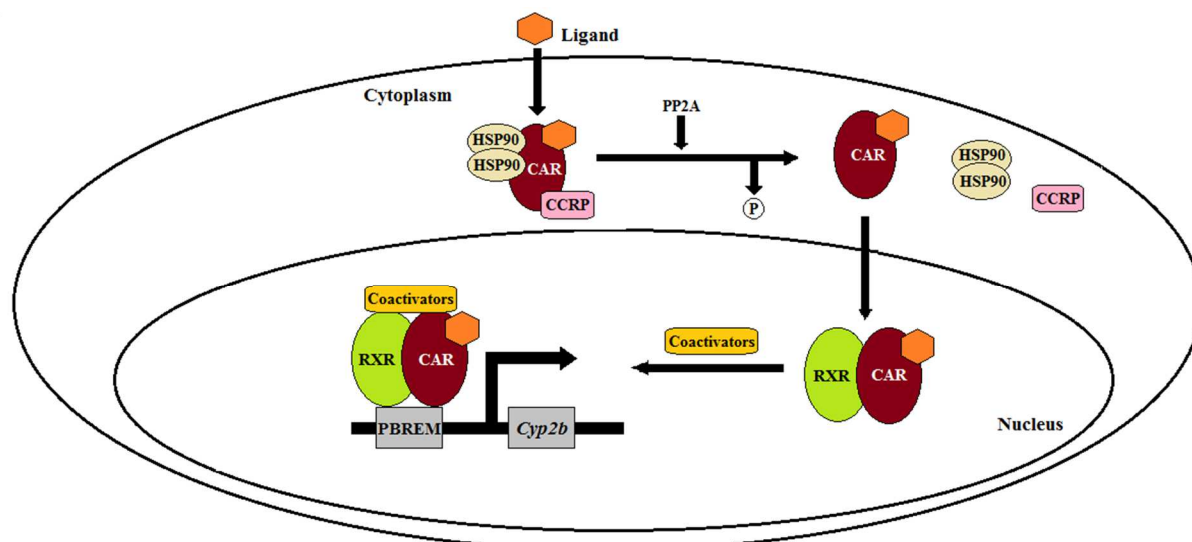 Ligand
Cytoplasm
HSP90
HSP90
CAR
CCRP
PP2A
P
CAR
HSP90
HSP90
CCRP
Coactivators
RXR
CAR
PBREM
Cyp2b
Coactivators
RXR
CAR
Nucleus